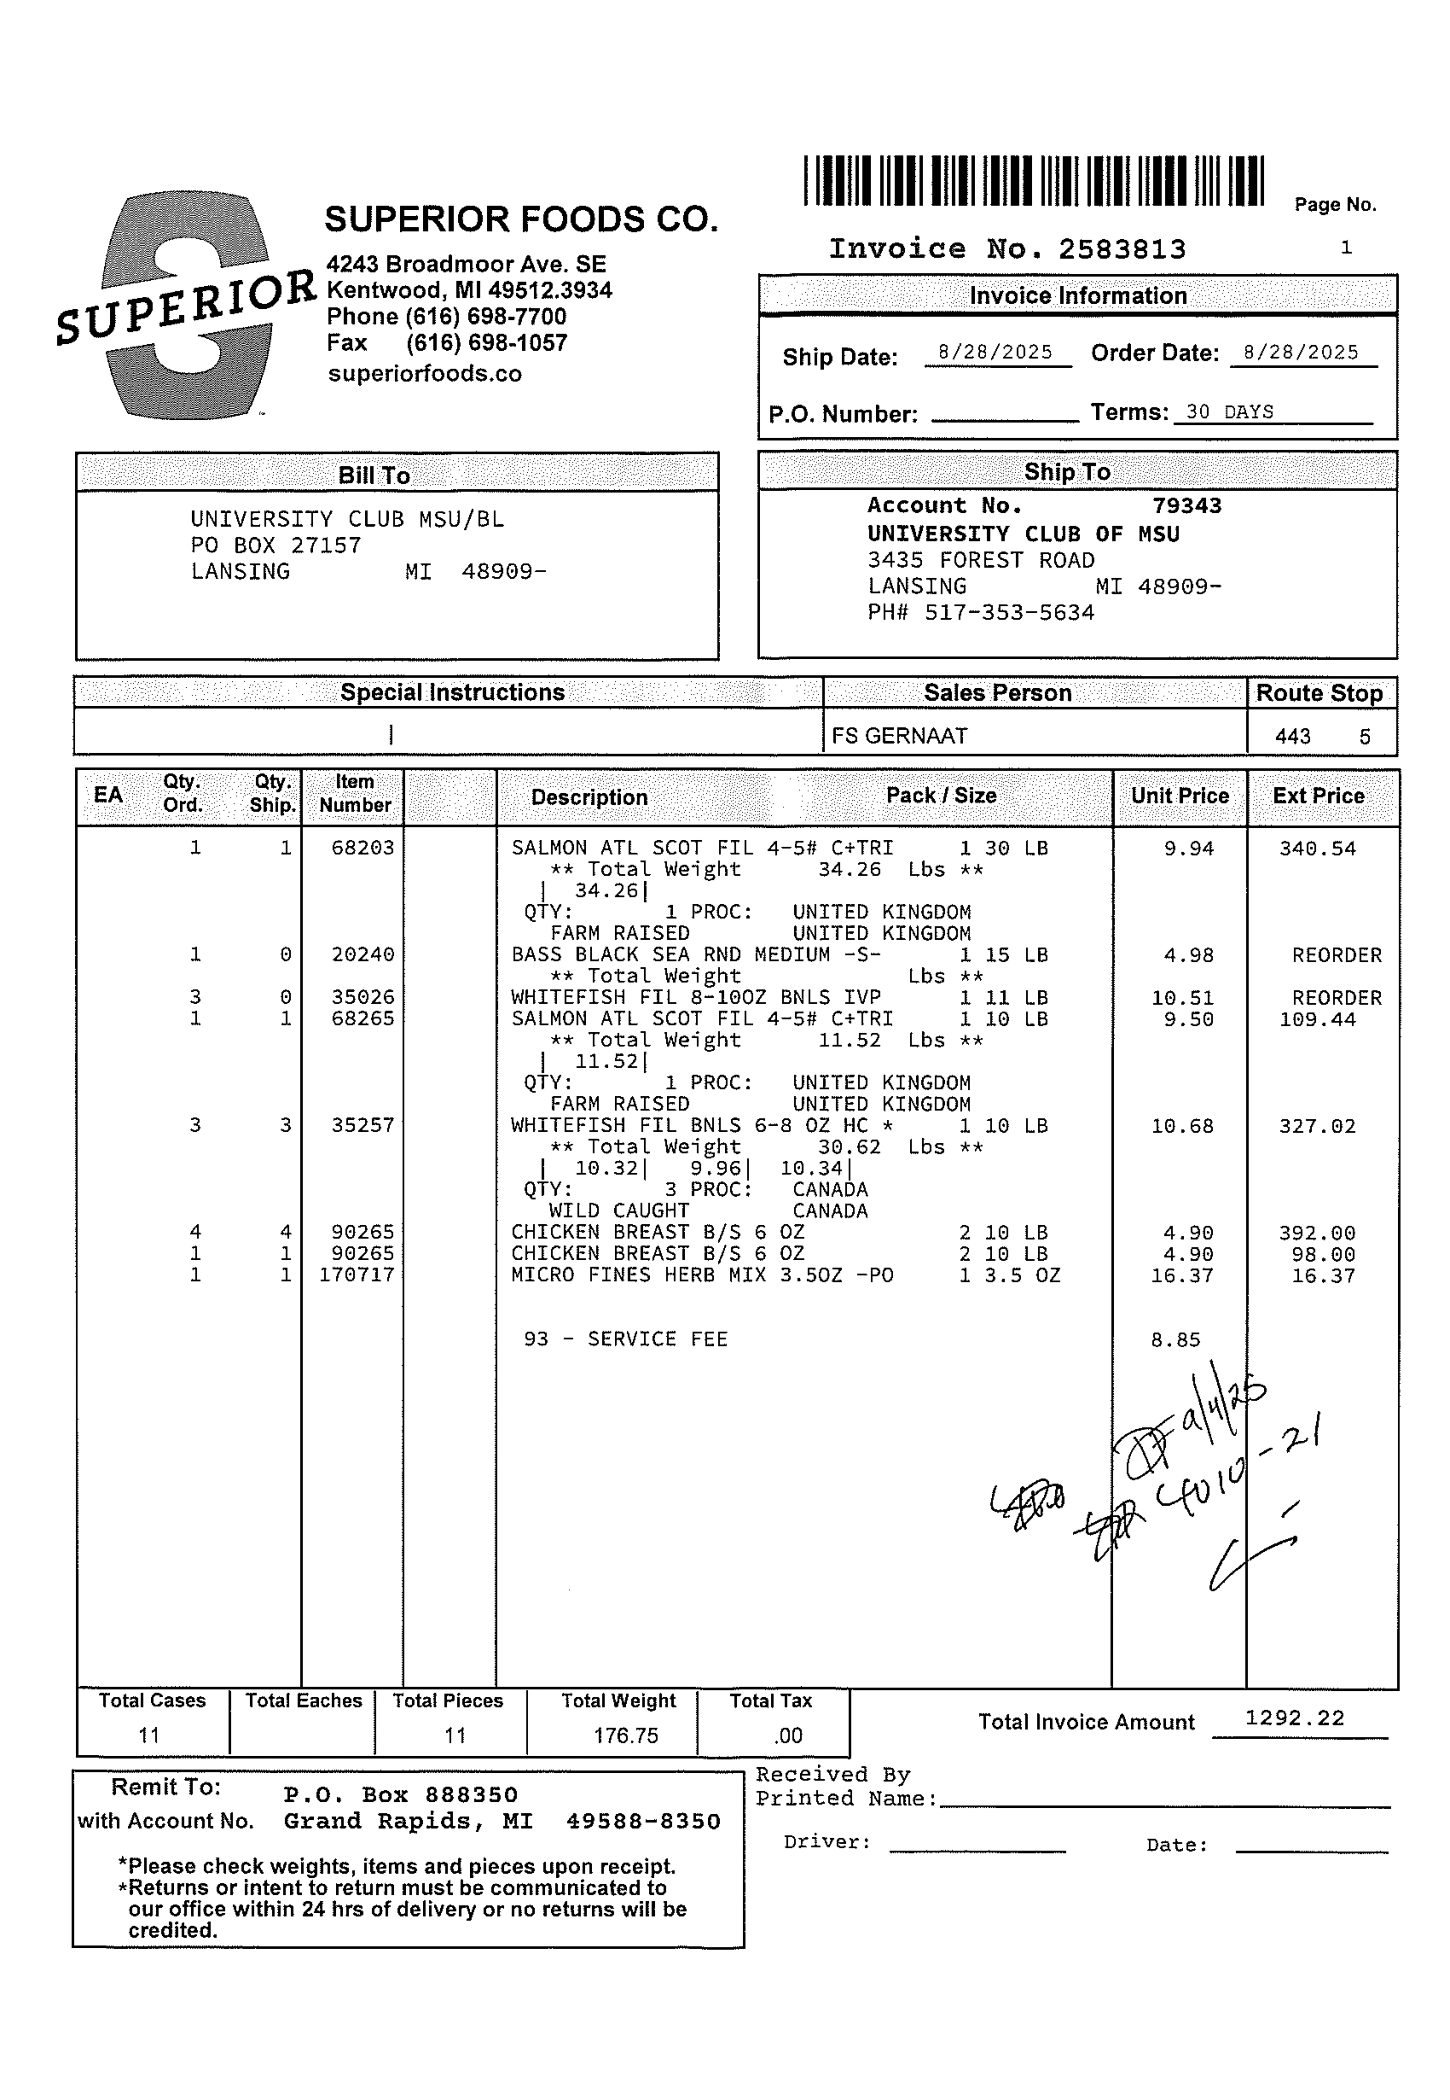 Page No.
SUPERIOR FOODS CO.
Invoice No. 2583813 1
4243 Broadmoor Ave. SE
Kentwood, MI 49512.3934
Phone (616) 698-7700
Fax (616) 698-1057
superiorfoods.co
SUPERIOR
Invoice Information
Ship Date: 8/28/2025 Order Date: 8/28/2025
P.O. Number: Terms: 30 DAYS
Bill To
UNIVERSITY CLUB MSU/BL
PO BOX 27157
LANSING MI 48909-
Ship To
Account No. 79343
UNIVERSITY CLUB OF MSU
3435 FOREST ROAD
LANSING MI 48909-
PH# 517-353-5634
Special Instructions Sales Person Route Stop
| FS GERNAAT 443 5
EA Qty. Ord. Qty. Ship. Item Number Description Pack / Size Unit Price Ext Price
1 1 68203 SALMON ATL SCOT FIL 4-5# C+TRI 1 30 LB 9.94 340.54
** Total Weight 34.26 Lbs **
| 34.26|
QTY: 1 PROC: UNITED KINGDOM
FARM RAISED UNITED KINGDOM
1 0 20240 BASS BLACK SEA RND MEDIUM -S- 1 15 LB 4.98 REORDER
** Total Weight Lbs **
3 0 35026 WHITEFISH FIL 8-10OZ BNLS IVP 1 11 LB 10.51 REORDER
1 1 68265 SALMON ATL SCOT FIL 4-5# C+TRI 1 10 LB 9.50 109.44
** Total Weight 11.52 Lbs **
| 11.52|
QTY: 1 PROC: UNITED KINGDOM
FARM RAISED UNITED KINGDOM
3 3 35257 WHITEFISH FIL BNLS 6-8 OZ HC * 1 10 LB 10.68 327.02
** Total Weight 30.62 Lbs **
| 10.32| 9.96| 10.34|
QTY: 3 PROC: CANADA
WILD CAUGHT CANADA
4 4 90265 CHICKEN BREAST B/S 6 OZ 2 10 LB 4.90 392.00
1 1 90265 CHICKEN BREAST B/S 6 OZ 2 10 LB 4.90 98.00
1 1 170717 MICRO FINES HERB MIX 3.5OZ -PO 1 3.5 OZ 16.37 16.37
93 - SERVICE FEE 8.85
9/4/25
4010-21
Total Cases Total Eaches Total Pieces Total Weight Total Tax
11 11 176.75 .00
Total Invoice Amount 1292.22
Remit To: P.O. Box 888350
with Account No. Grand Rapids, MI 49588-8350
*Please check weights, items and pieces upon receipt.
*Returns or intent to return must be communicated to
our office within 24 hrs of delivery or no returns will be
credited.
Received By
Printed Name:
Driver: Date: